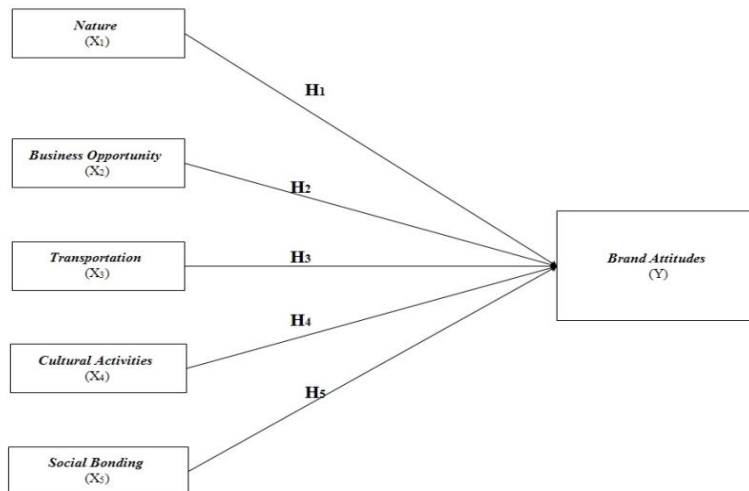 Nature
(X1)
H1
Business Opportunity
(X2)
H2
Transportation
(X3)
H3
Brand Attitudes
(Y)
H4
Cultural Activities
(X4)
H5
Social Bonding
(X5)